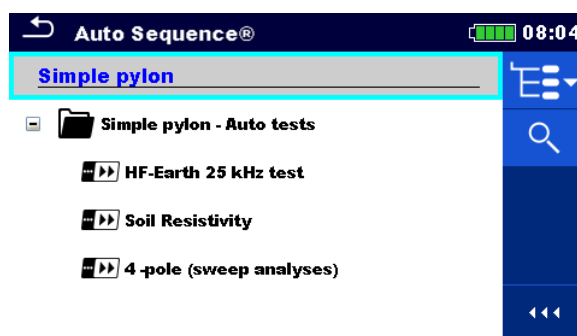 Auto Sequence® 08:04
Simple pylon
Simple pylon - Auto tests
HF-Earth 25 kHz test
Soil Resistivity
4 -pole (sweep analyses)